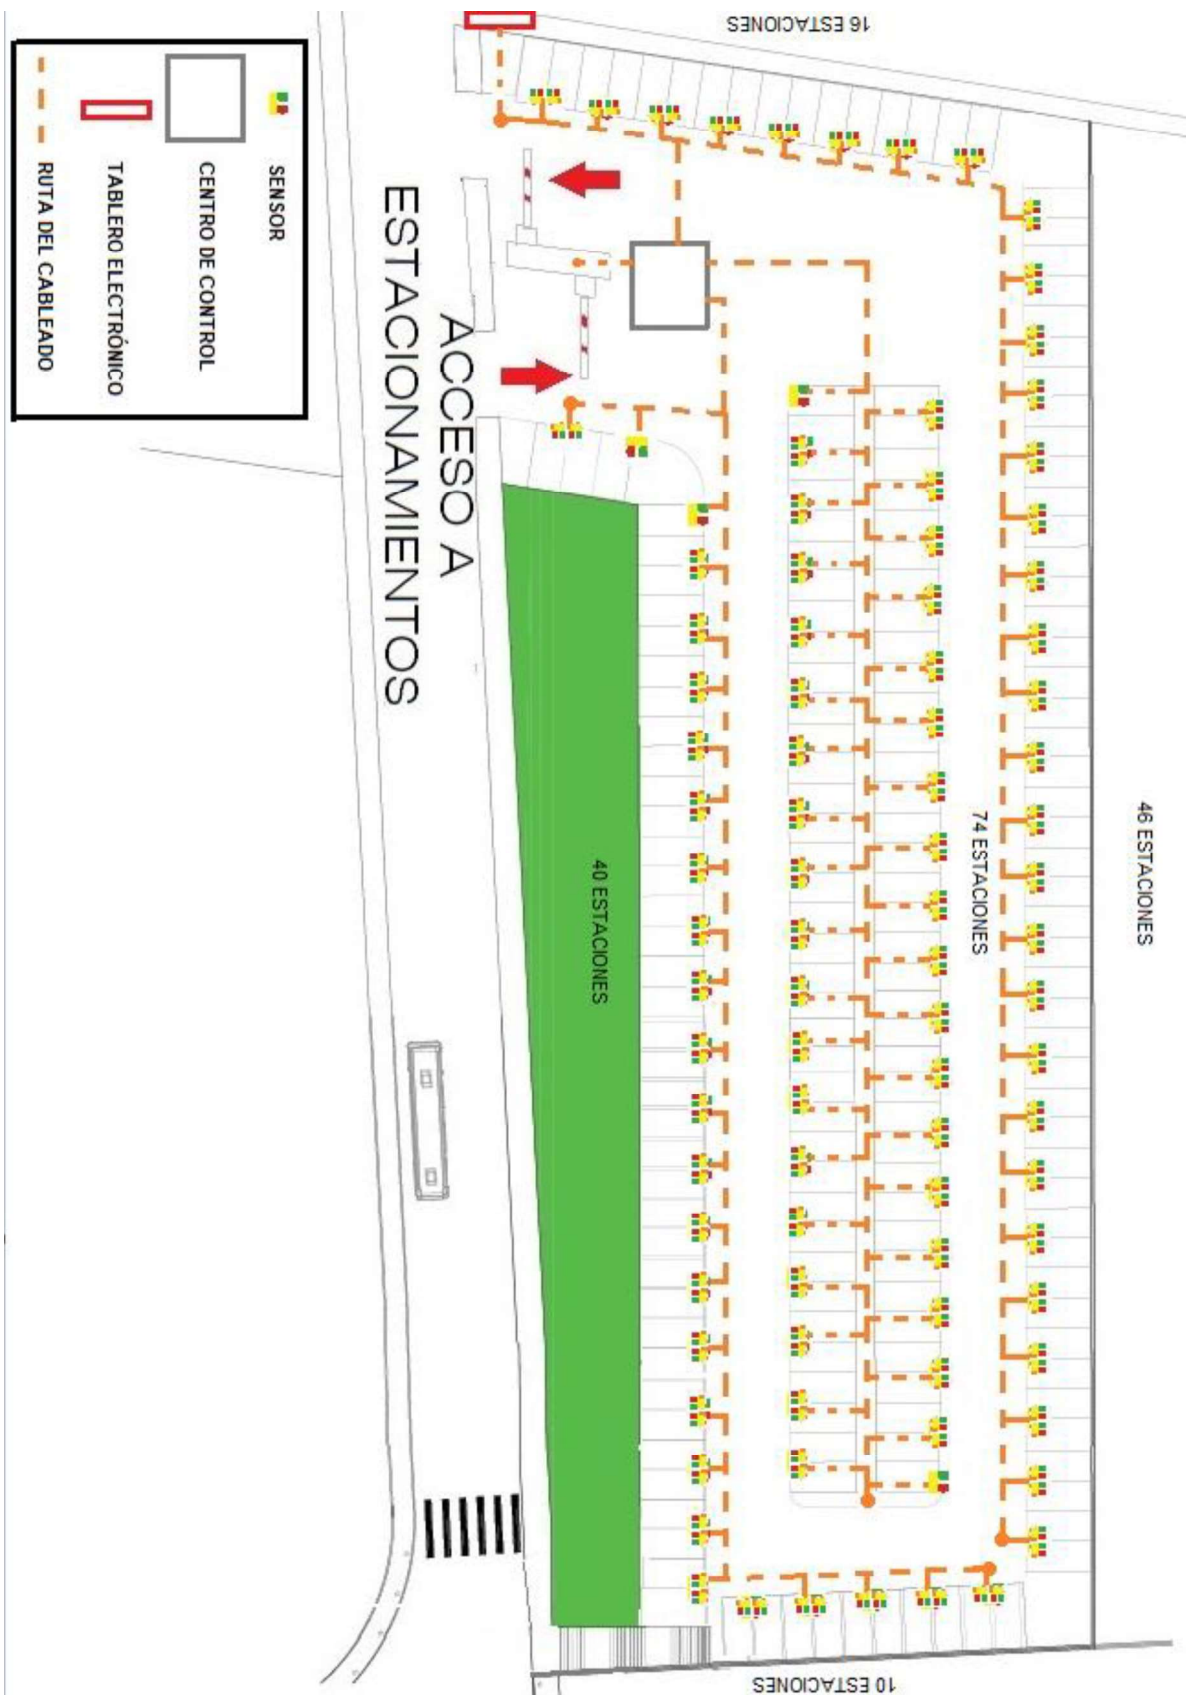 16 ESTACIONES
SENSOR
CENTRO DE CONTROL
TABLERO ELECTRÓNICO
RUTA DEL CABLEADO
ACCESO A
ESTACIONAMIENTOS
46 ESTACIONES
74 ESTACIONES
40 ESTACIONES
10 ESTACIONES